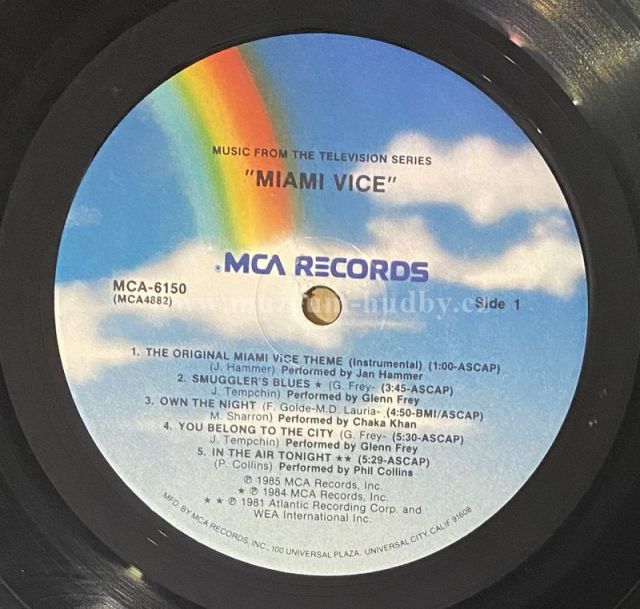 MUSIC FROM THE TELEVISION SERIES
"MIAMI VICE"
MCA RECORDS
MCA-6150
(MCA4882)
Side 1
www.muzeum-hudby.cz
1. THE ORIGINAL MIAMI VICE THEME (Instrumental) (1:00-ASCAP)
(J. Hammer) Performed by Jan Hammer
2. SMUGGLER'S BLUES ★ (G. Frey- (3:45-ASCAP)
J. Tempchin) Performed by Glenn Frey
3. OWN THE NIGHT (F. Golde-M.D. Lauria- (4:50-BMI/ASCAP)
M. Sharron) Performed by Chaka Khan
4. YOU BELONG TO THE CITY (G. Frey- (5:30-ASCAP)
J. Tempchin) Performed by Glenn Frey
5. IN THE AIR TONIGHT ★★ (5:29-ASCAP)
(P. Collins) Performed by Phil Collins
℗ 1985 MCA Records, Inc.
★ ℗ 1984 MCA Records, Inc.
★ ★ ℗ 1981 Atlantic Recording Corp. and
WEA International Inc.
MFD BY MCA RECORDS, INC., 100 UNIVERSAL PLAZA, UNIVERSAL CITY, CALIF 91608